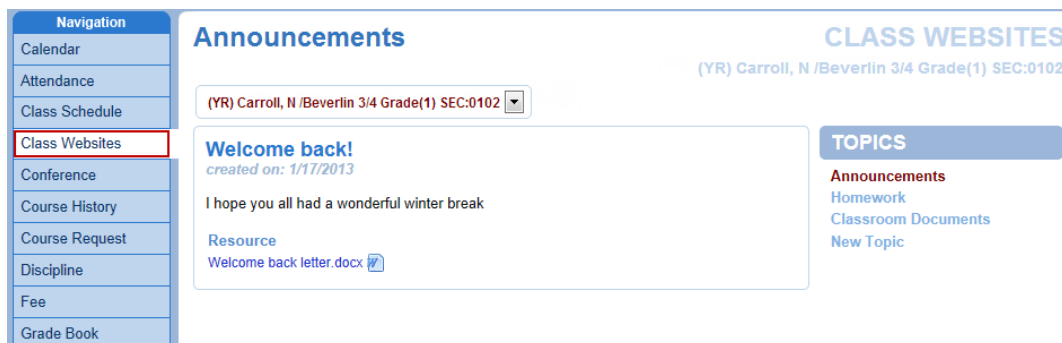 Navigation
Calendar
Attendance
Class Schedule
Class Websites
Conference
Course History
Course Request
Discipline
Fee
Grade Book
Announcements
CLASS WEBSITES
(YR) Carroll, N /Beverlin 3/4 Grade(1) SEC:0102
(YR) Carroll, N /Beverlin 3/4 Grade(1) SEC:0102
Welcome back!
created on: 1/17/2013
I hope you all had a wonderful winter break
Resource
Welcome back letter.docx
TOPICS
Announcements
Homework
Classroom Documents
New Topic